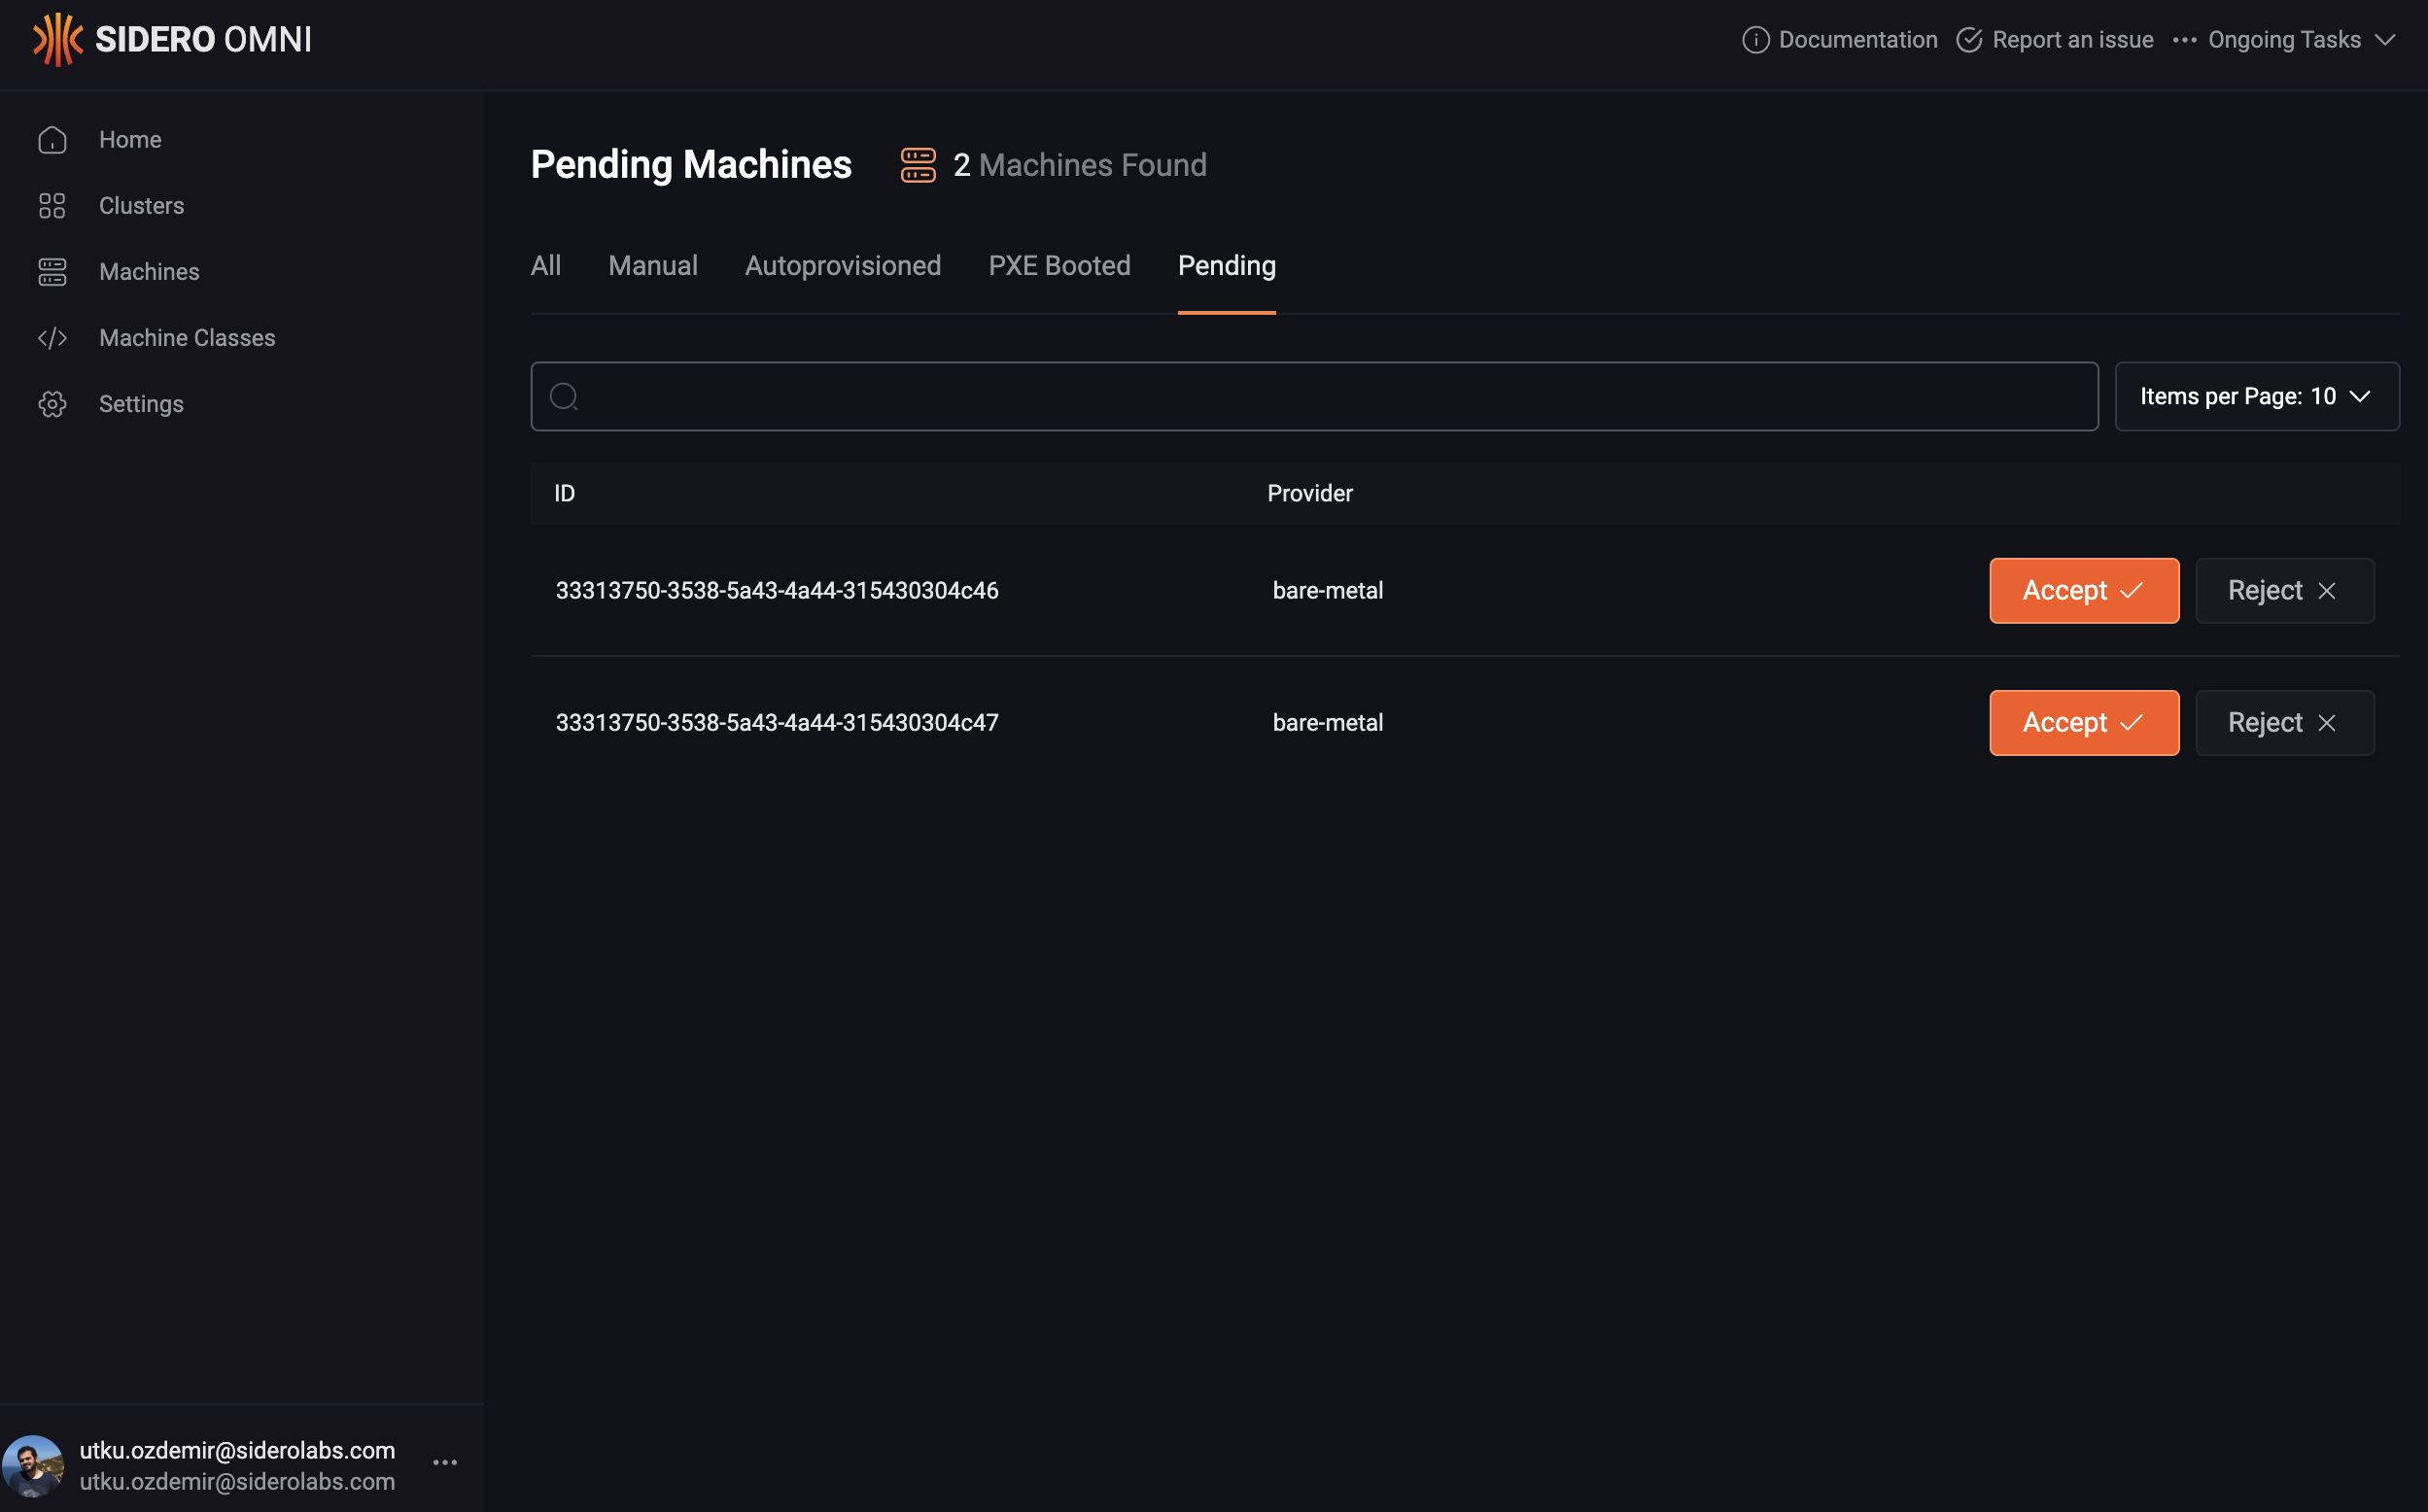 SIDERO OMNI
Documentation Report an issue Ongoing Tasks
Home
Clusters
Machines
Machine Classes
Settings
Pending Machines 2 Machines Found
All Manual Autoprovisioned PXE Booted Pending
Items per Page: 10
ID Provider
33313750-3538-5a43-4a44-315430304c46 bare-metal Accept Reject
33313750-3538-5a43-4a44-315430304c47 bare-metal Accept Reject
utku.ozdemir@siderolabs.com
utku.ozdemir@siderolabs.com